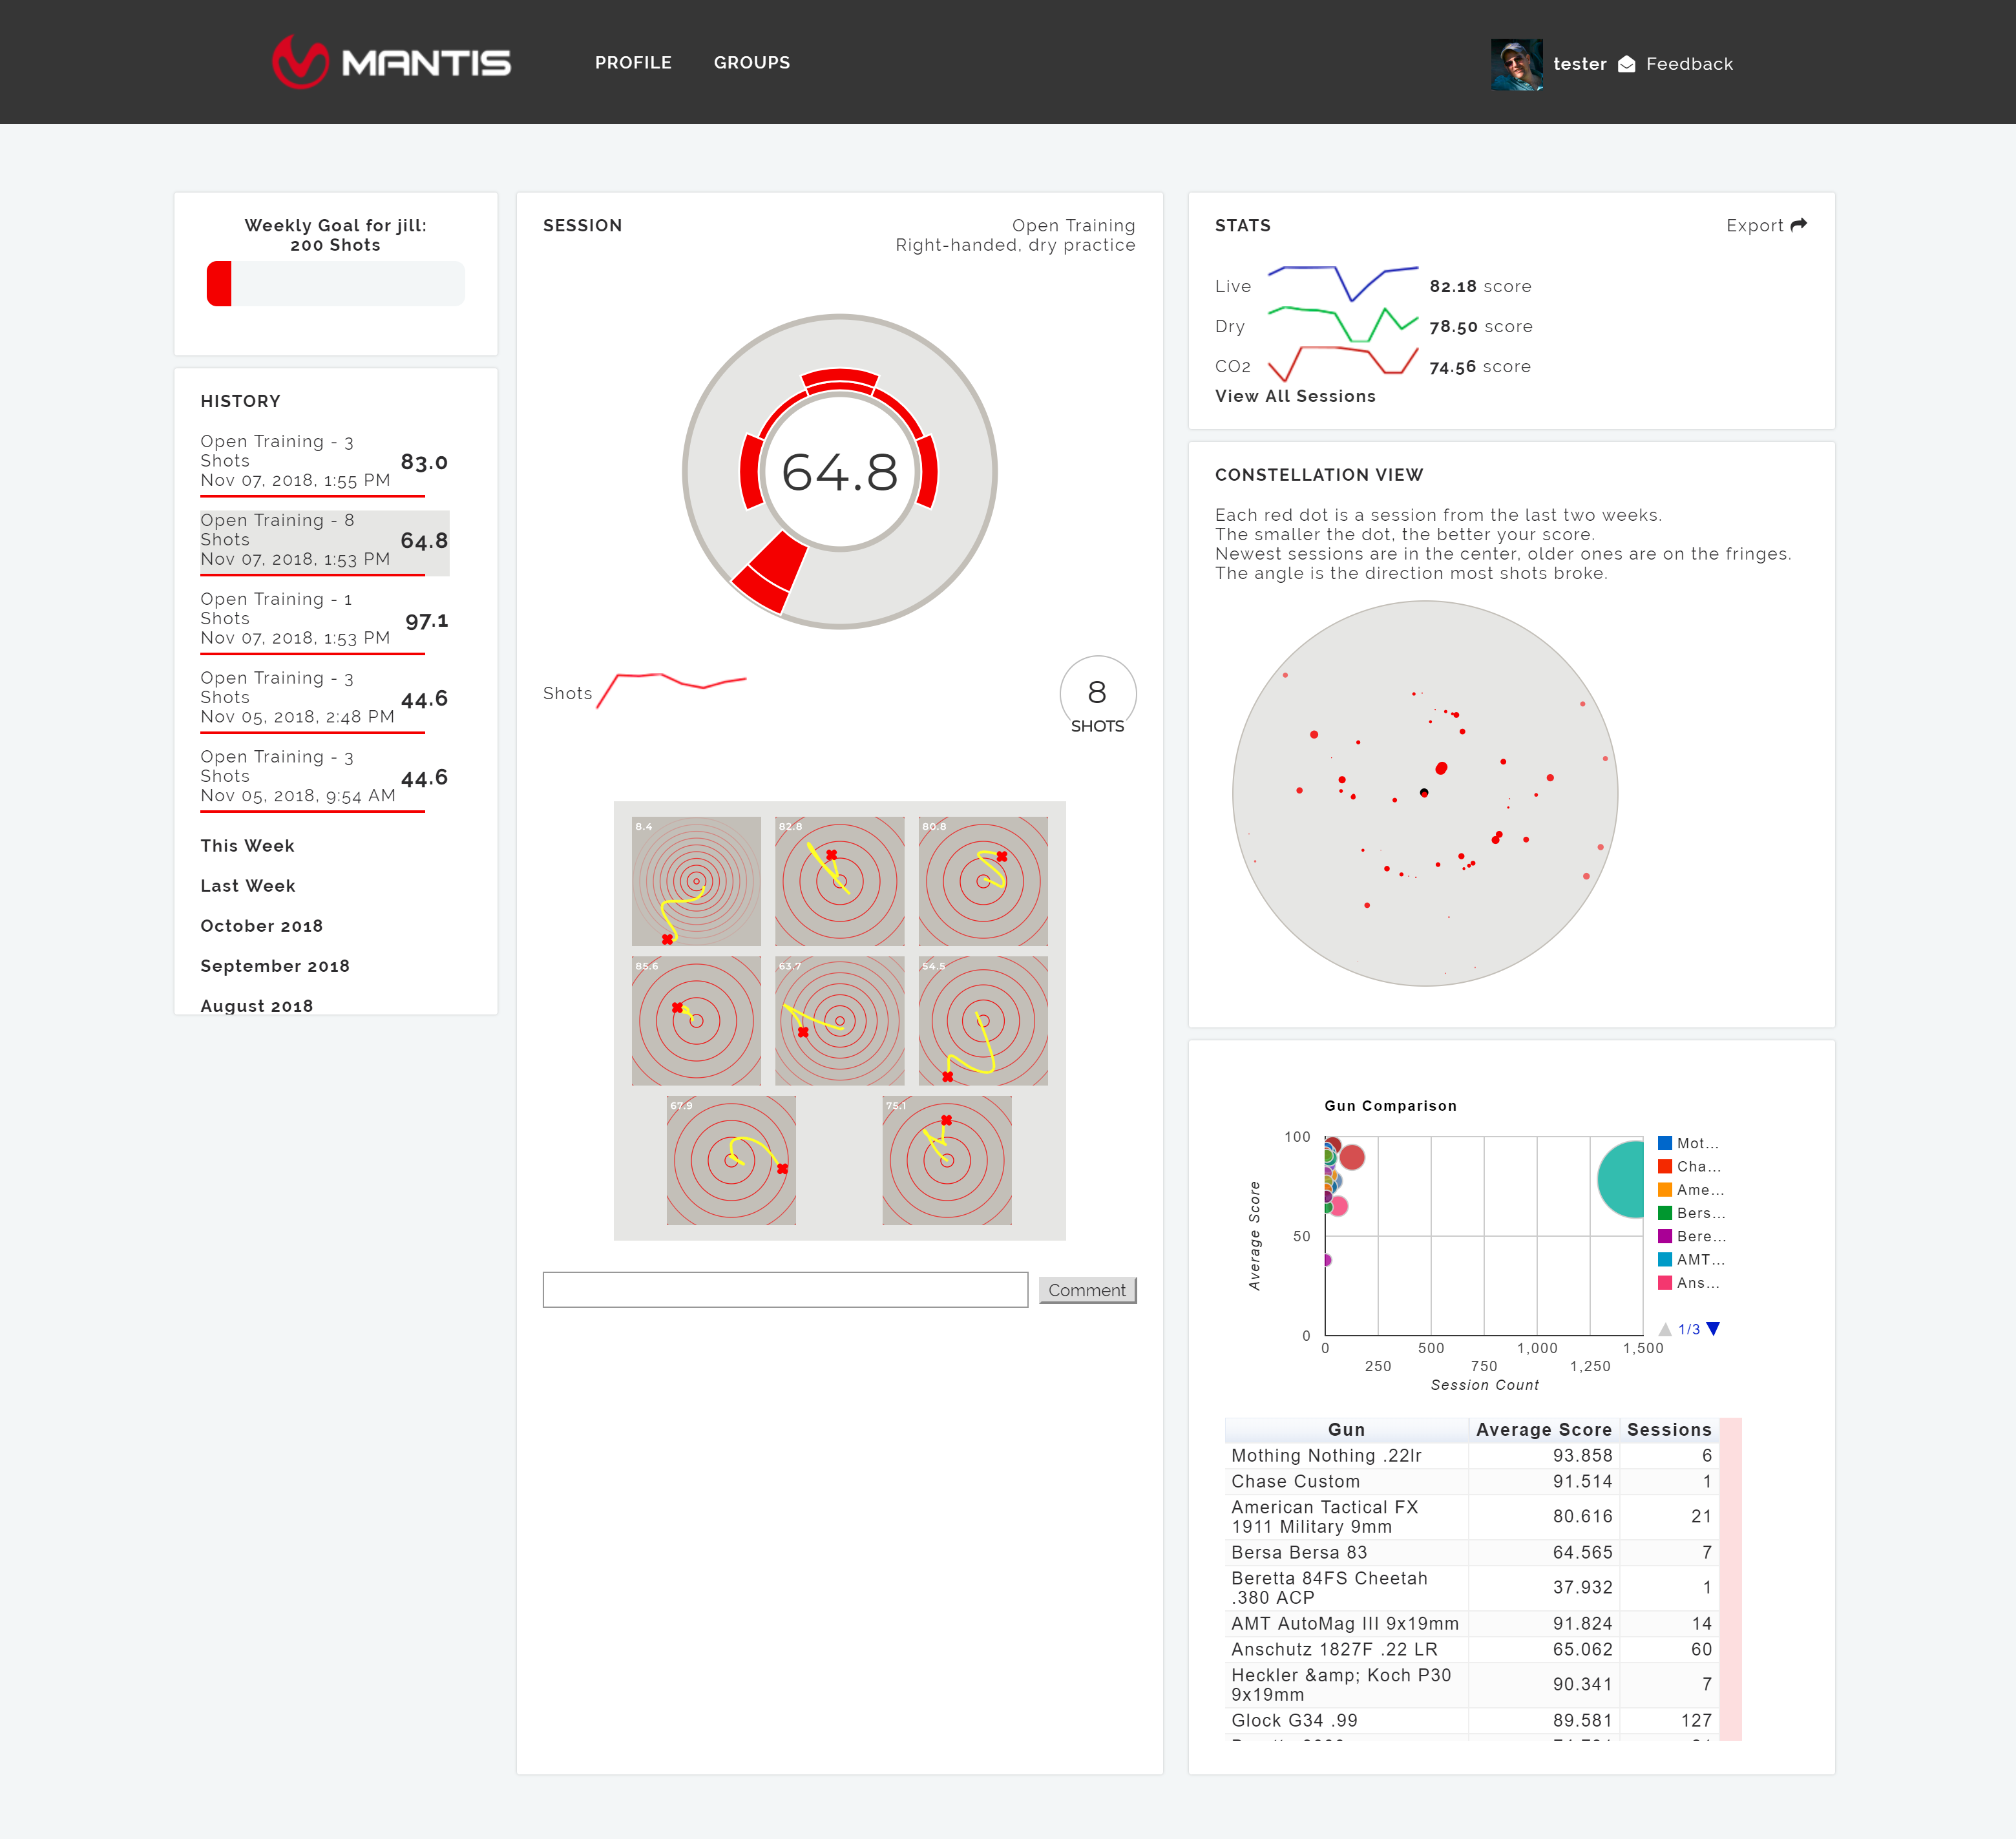 MANTIS
PROFILE
GROUPS
tester
Feedback
Weekly Goal for jill:
200 Shots
HISTORY
Open Training - 3
Shots
Nov 07, 2018, 1:55 PM
83.0
Open Training - 8
Shots
Nov 07, 2018, 1:53 PM
64.8
Open Training - 1
Shots
Nov 07, 2018, 1:53 PM
97.1
Open Training - 3
Shots
Nov 05, 2018, 2:48 PM
44.6
Open Training - 3
Shots
Nov 05, 2018, 9:54 AM
44.6
This Week
Last Week
October 2018
September 2018
August 2018
SESSION
Open Training
Right-handed, dry practice
64.8
Shots
8
SHOTS
8.4
82.8
80.8
85.6
63.7
54.5
67.9
75.1
Comment
STATS
Export
Live 82.18 score
Dry 78.50 score
CO2 74.56 score
View All Sessions
CONSTELLATION VIEW
Each red dot is a session from the last two weeks.
The smaller the dot, the better your score.
Newest sessions are in the center, older ones are on the fringes.
The angle is the direction most shots broke.
Gun Comparison
Average Score
100
50
0
0
250
500
750
1,000
1,250
1,500
Session Count
Mot...
Cha...
Ame...
Bers...
Bere...
AMT...
Ans...
1/3
Gun Average Score Sessions
Mothing Nothing .22lr 93.858 6
Chase Custom 91.514 1
American Tactical FX
1911 Military 9mm 80.616 21
Bersa Bersa 83 64.565 7
Beretta 84FS Cheetah
.380 ACP 37.932 1
AMT AutoMag III 9x19mm 91.824 14
Anschutz 1827F .22 LR 65.062 60
Heckler &amp; Koch P30
9x19mm 90.341 7
Glock G34 .99 89.581 127